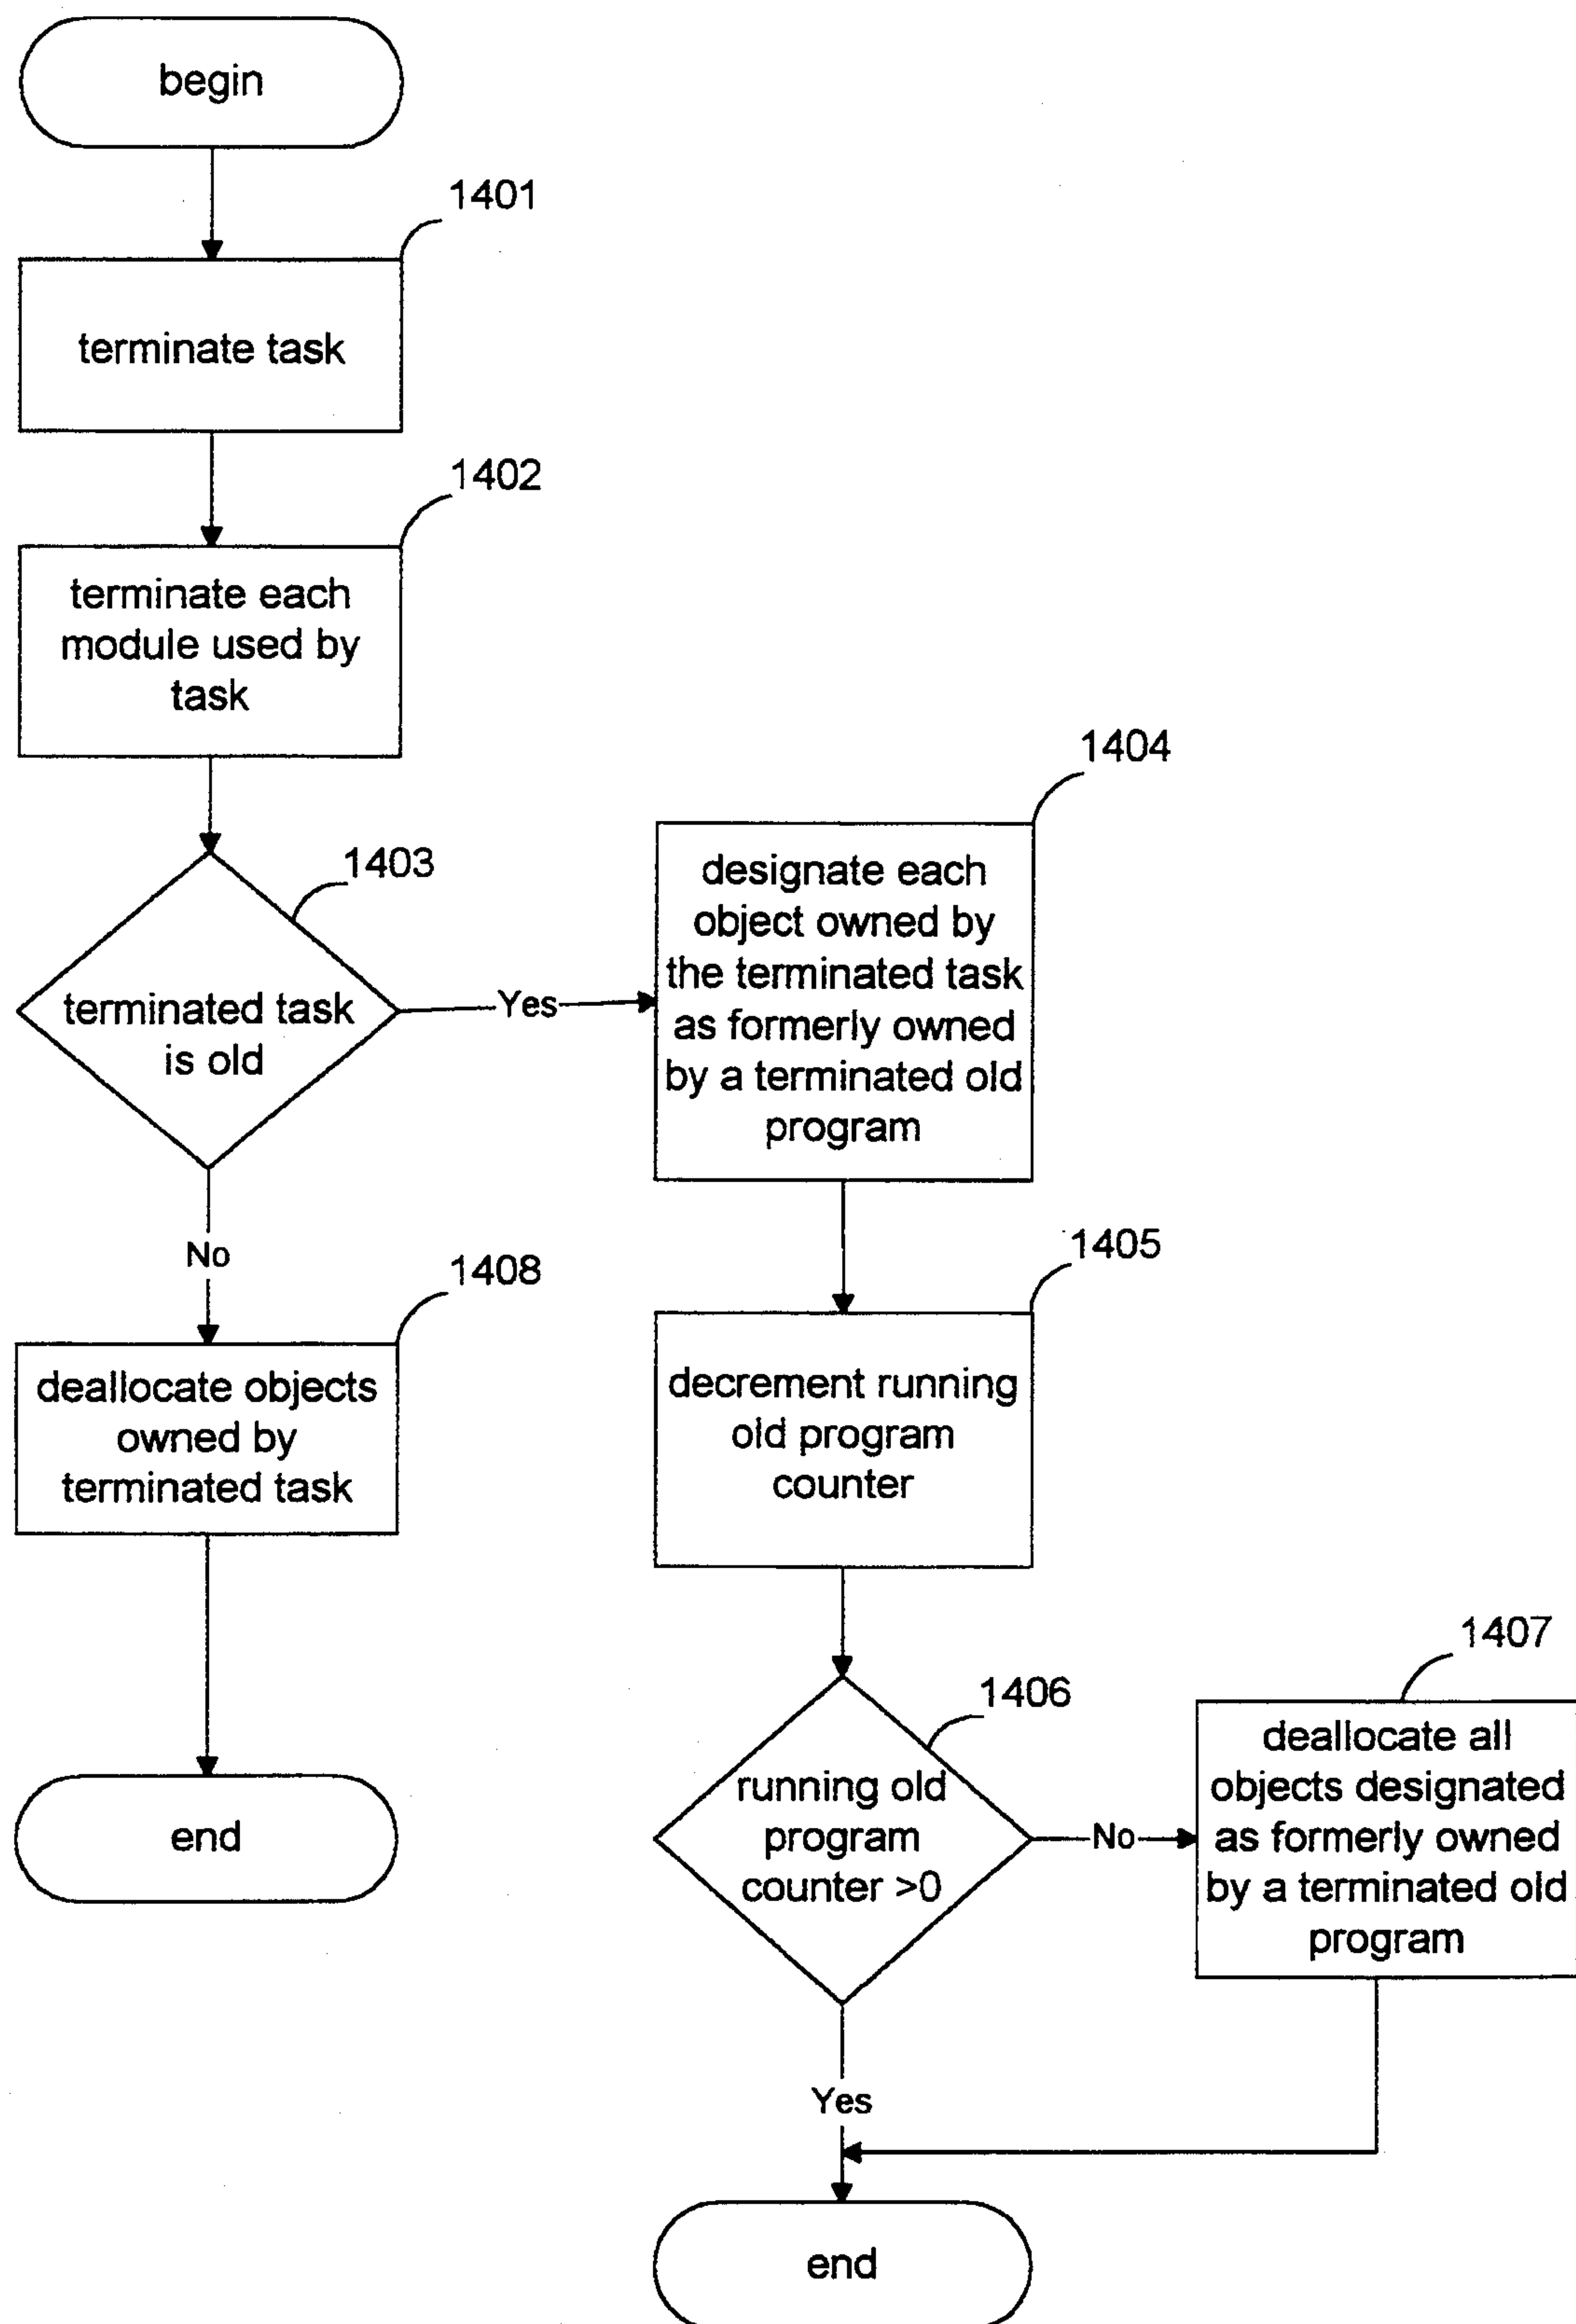 begin
1401
terminate task
1402
terminate each
module used by
task
1403
terminated task
is old
Yes
No
1404
designate each
object owned by
the terminated task
as formerly owned
by a terminated old
program
1405
decrement running
old program
counter
1406
running old
program
counter >0
No
Yes
1407
deallocate all
objects designated
as formerly owned
by a terminated old
program
end
1408
deallocate objects
owned by
terminated task
end